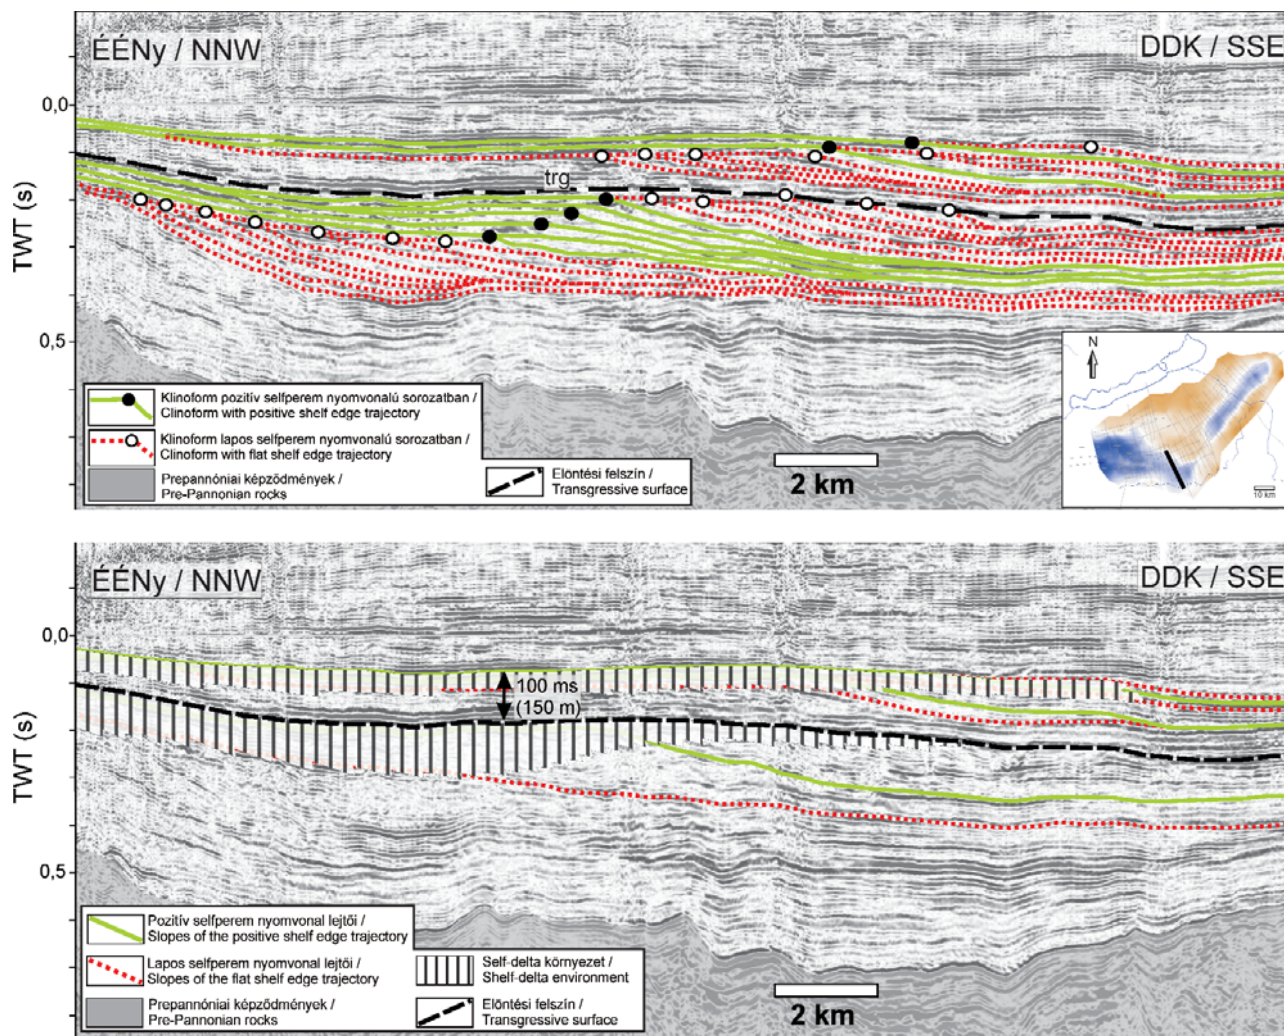 ÉÉNy / NNW
DDK / SSE
0,0
trg
TWT (s)
0,5
N
10 km
Klinoform pozitív selfperem nyomvonalú sorozatban /
Clinoform with positive shelf edge trajectory
Klinoform lapos selfperem nyomvonalú sorozatban /
Clinoform with flat shelf edge trajectory
Prepannóniai képződmények /
Pre-Pannonian rocks
Elöntési felszín /
Transgressive surface
2 km
ÉÉNy / NNW
DDK / SSE
0,0
100 ms
(150 m)
TWT (s)
0,5
Pozitív selfperem nyomvonal lejtői /
Slopes of the positive shelf edge trajectory
Lapos selfperem nyomvonal lejtői /
Slopes of the flat shelf edge trajectory
Prepannóniai képződmények /
Pre-Pannonian rocks
Self-delta környezet /
Shelf-delta environment
Elöntési felszín /
Transgressive surface
2 km